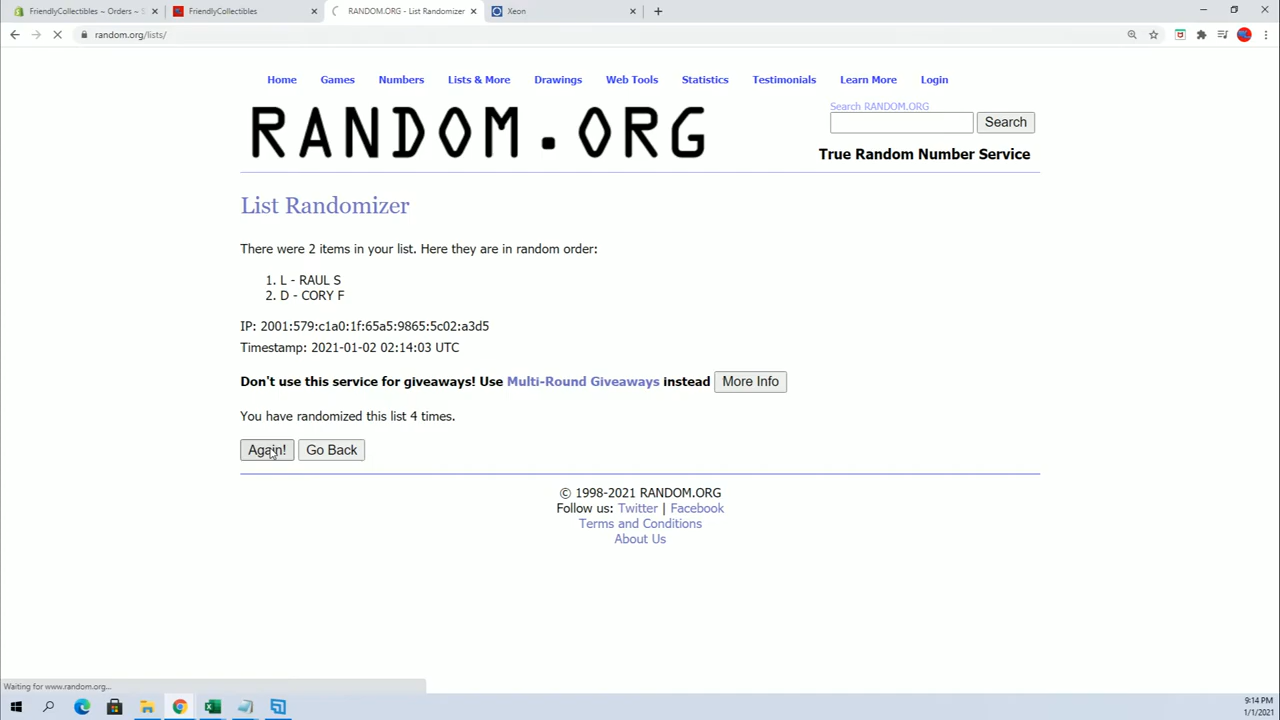 FriendlyCollectibles ~ Orders ~ S
FriendlyCollectibles
RANDOM.ORG - List Randomizer
Xeon
random.org/lists/
Home Games Numbers Lists & More Drawings Web Tools Statistics Testimonials Learn More Login
RANDOM.ORG
Search RANDOM.ORG
Search
True Random Number Service
List Randomizer
There were 2 items in your list. Here they are in random order:
1. L - RAUL S
2. D - CORY F
IP: 2001:579:c1a0:1f:65a5:9865:5c02:a3d5
Timestamp: 2021-01-02 02:14:03 UTC
Don't use this service for giveaways! Use Multi-Round Giveaways instead More Info
You have randomized this list 4 times.
Again! Go Back
© 1998-2021 RANDOM.ORG
Follow us: Twitter | Facebook
Terms and Conditions
About Us
Waiting for www.random.org...
9:14 PM
1/1/2021